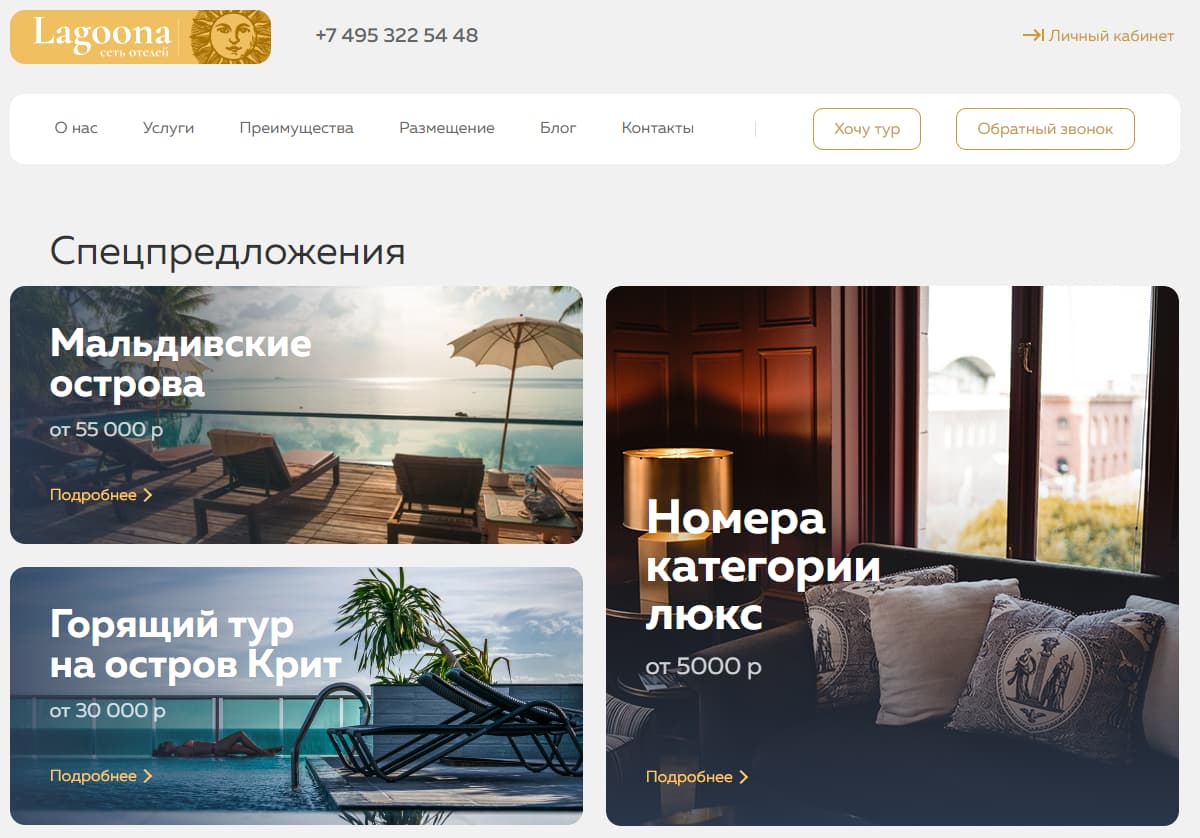 Lagoona
сеть отелей
+7 495 322 54 48
Личный кабинет
О нас
Услуги
Преимущества
Размещение
Блог
Контакты
Хочу тур
Обратный звонок
Спецпредложения
Мальдивские
острова
от 55 000 р
Подробнее
Горящий тур
на остров Крит
от 30 000 р
Подробнее
Номера
категории
люкс
от 5000 р
Подробнее